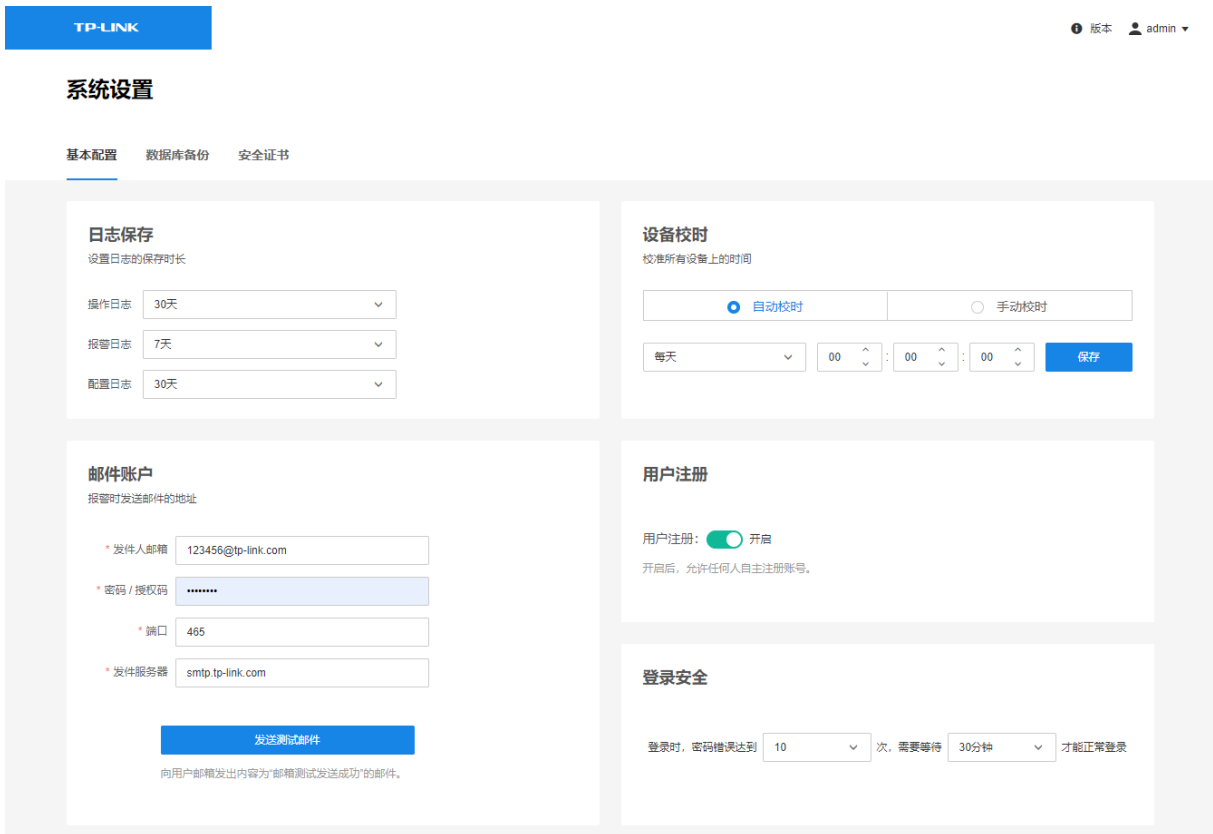 TP-LINK
版本 admin
系统设置
基本配置 数据库备份 安全证书
日志保存
设置日志的保存时长
操作日志 30天
报警日志 7天
配置日志 30天
设备校时
校准所有设备上的时间
自动校时 手动校时
每天 00 : 00 : 00 保存
邮件账户
报警时发送邮件的地址
* 发件人邮箱 123456@tp-link.com
* 密码 / 授权码 ••••••••
* 端口 465
* 发件服务器 smtp.tp-link.com
发送测试邮件
向用户邮箱发出内容为“邮箱测试发送成功”的邮件。
用户注册
用户注册: 开启
开启后，允许任何人自主注册账号。
登录安全
登录时，密码错误达到 10 次，需要等待 30分钟 才能正常登录